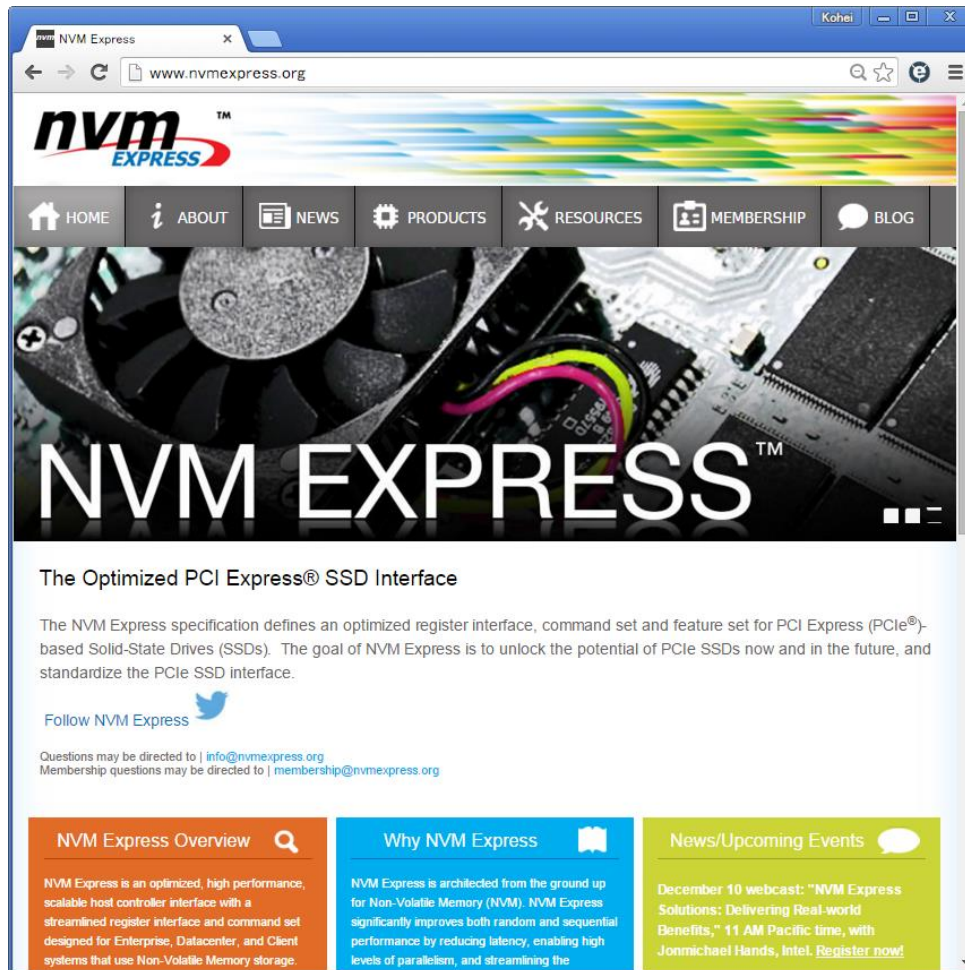 Kohei
nvm NVM Express
www.nvmexpress.org
nvm TM
EXPRESS
HOME
ABOUT
NEWS
PRODUCTS
RESOURCES
MEMBERSHIP
BLOG
NVM EXPRESS™
The Optimized PCI Express® SSD Interface
The NVM Express specification defines an optimized register interface, command set and feature set for PCI Express (PCIe®)-
based Solid-State Drives (SSDs). The goal of NVM Express is to unlock the potential of PCIe SSDs now and in the future, and
standardize the PCIe SSD interface.
Follow NVM Express
Questions may be directed to | info@nvmexpress.org
Membership questions may be directed to | membership@nvmexpress.org
NVM Express Overview
NVM Express is an optimized, high performance,
scalable host controller interface with a
streamlined register interface and command set
designed for Enterprise, Datacenter, and Client
systems that use Non-Volatile Memory storage.
Why NVM Express
NVM Express is architected from the ground up
for Non-Volatile Memory (NVM). NVM Express
significantly improves both random and sequential
performance by reducing latency, enabling high
levels of parallelism, and streamlining the
News/Upcoming Events
December 10 webcast: "NVM Express
Solutions: Delivering Real-world
Benefits," 11 AM Pacific time, with
Jonmichael Hands, Intel. Register now!